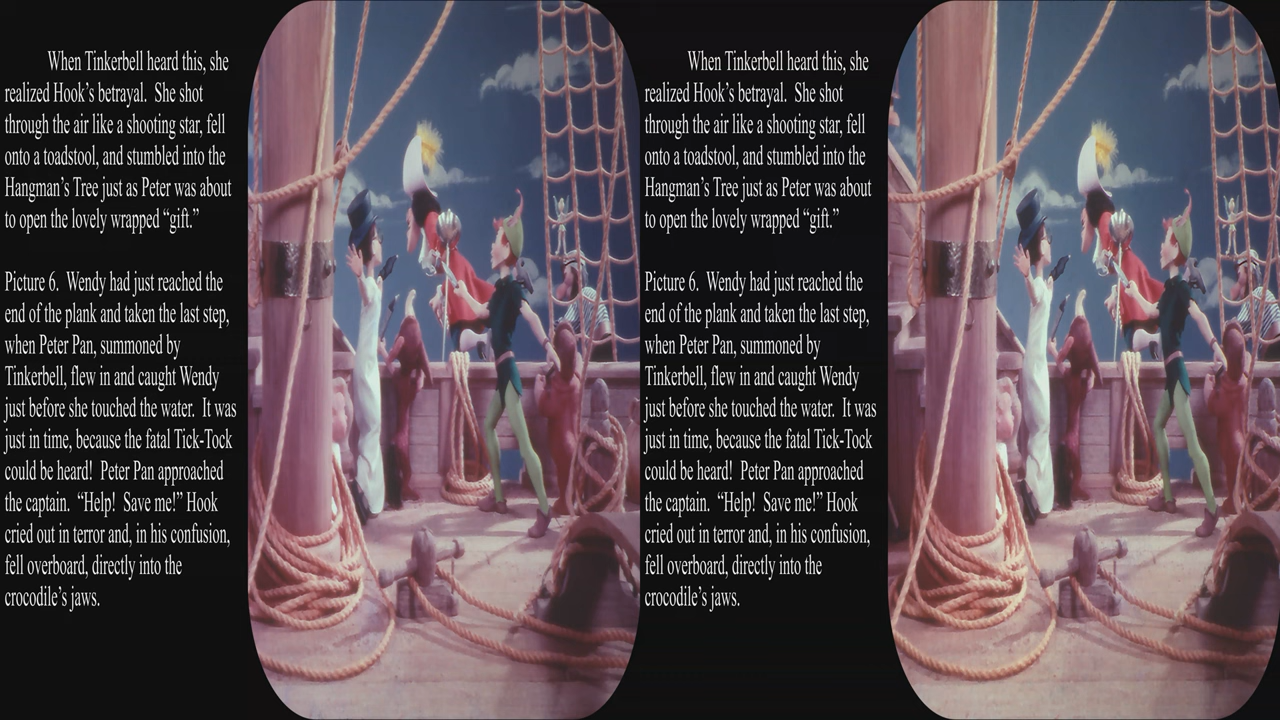 When Tinkerbell heard this, she
realized Hook's betrayal. She shot
through the air like a shooting star, fell
onto a toadstool, and stumbled into the
Hangman's Tree just as Peter was about
to open the lovely wrapped “gift.”
Picture 6. Wendy had just reached the
end of the plank and taken the last step,
when Peter Pan, summoned by
Tinkerbell, flew in and caught Wendy
just before she touched the water. It was
just in time, because the fatal Tick-Tock
could be heard! Peter Pan approached
the captain. “Help! Save me!” Hook
cried out in terror and, in his confusion,
fell overboard, directly into the
crocodile's jaws.
When Tinkerbell heard this, she
realized Hook's betrayal. She shot
through the air like a shooting star, fell
onto a toadstool, and stumbled into the
Hangman's Tree just as Peter was about
to open the lovely wrapped “gift.”
Picture 6. Wendy had just reached the
end of the plank and taken the last step,
when Peter Pan, summoned by
Tinkerbell, flew in and caught Wendy
just before she touched the water. It was
just in time, because the fatal Tick-Tock
could be heard! Peter Pan approached
the captain. “Help! Save me!” Hook
cried out in terror and, in his confusion,
fell overboard, directly into the
crocodile's jaws.